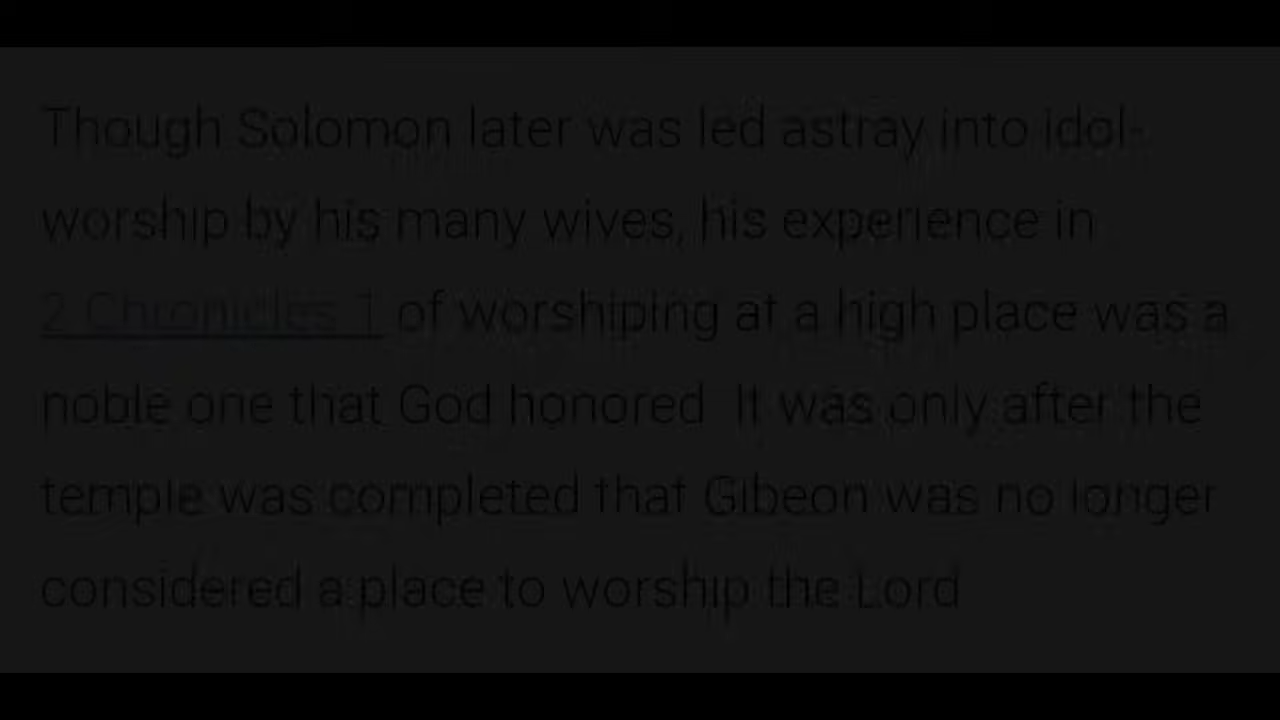 Though Solomon later was led astray into idol-
worship by his many wives, his experience in
2 Chronicles 1 of worshiping at a high place was a
noble one that God honored. It was only after the
temple was completed that Gibeon was no longer
considered a place to worship the Lord